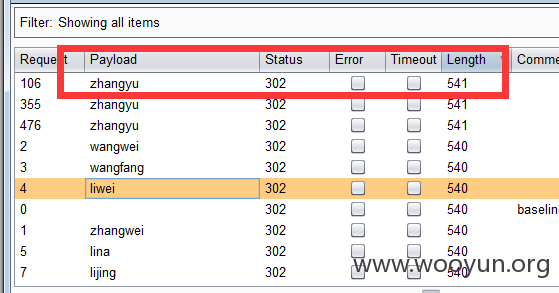 Filter: Showing all items
Request Payload Status Error Timeout Length Comme
106 zhangyu 302 541
355 zhangyu 302 541
476 zhangyu 302 541
2 wangwei 302 540
3 wangfang 302 540
4 liwei 302 540
0 302 540 baselin
1 zhangwei 302 540
5 lina 302 540
7 lijing 302 540
www.wooyun.org